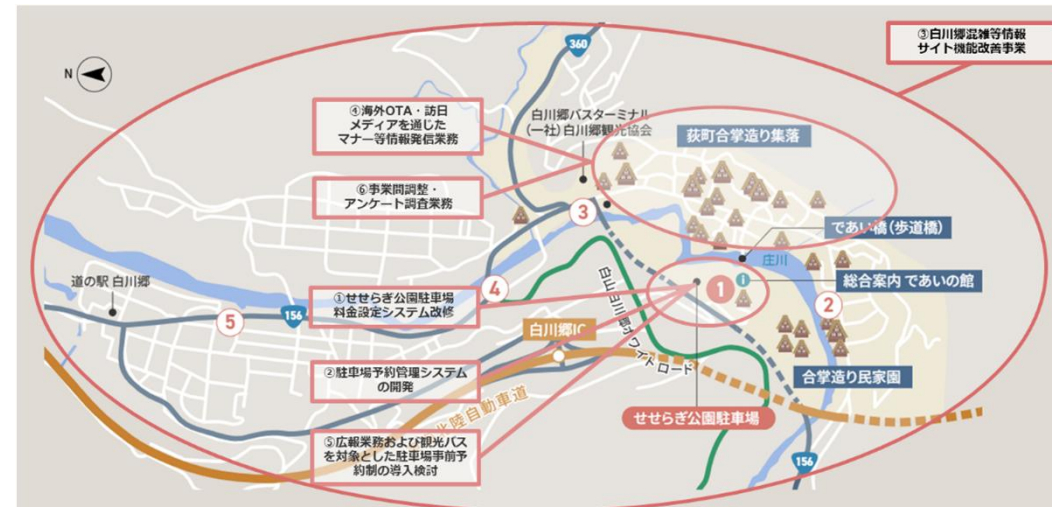 ③白川郷混雑等情報
サイト機能改善事業
360
N
④海外OTA・訪日
メディアを通じた
マナー等情報発信業務
白川郷バスターミナル
(一社)白川郷観光協会
荻町合掌造り集落
⑥事業間調整・
アンケート調査業務
3
であい橋(歩道橋)
庄川
道の駅 白川郷
4
①せせらぎ公園駐車場
料金設定システム改修
1
i
総合案内 であいの館
2
5
156
白川郷IC
白山白川郷ホワイトロード
②駐車場予約管理システム
の開発
合掌造り民家園
北陸自動車道
せせらぎ公園駐車場
⑤広報業務および観光バス
を対象とした駐車場事前予
約制の導入検討
156